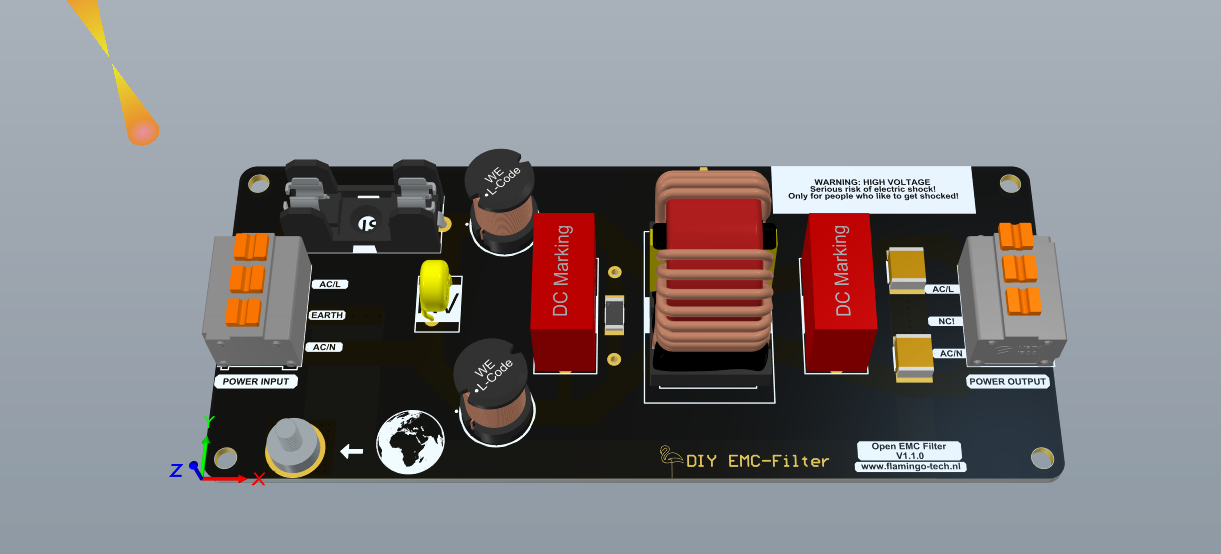 WE
L-Code
WARNING: HIGH VOLTAGE
Serious risk of electric shock!
Only for people who like to get shocked!
DC Marking
DC Marking
AC/L
EARTH
AC/N
AC/L
NC!
AC/N
POWER INPUT
WE
L-Code
POWER OUTPUT
DIY EMC-Filter
Open EMC Filter
V1.1.0
www.flamingo-tech.nl
Y
Z
X